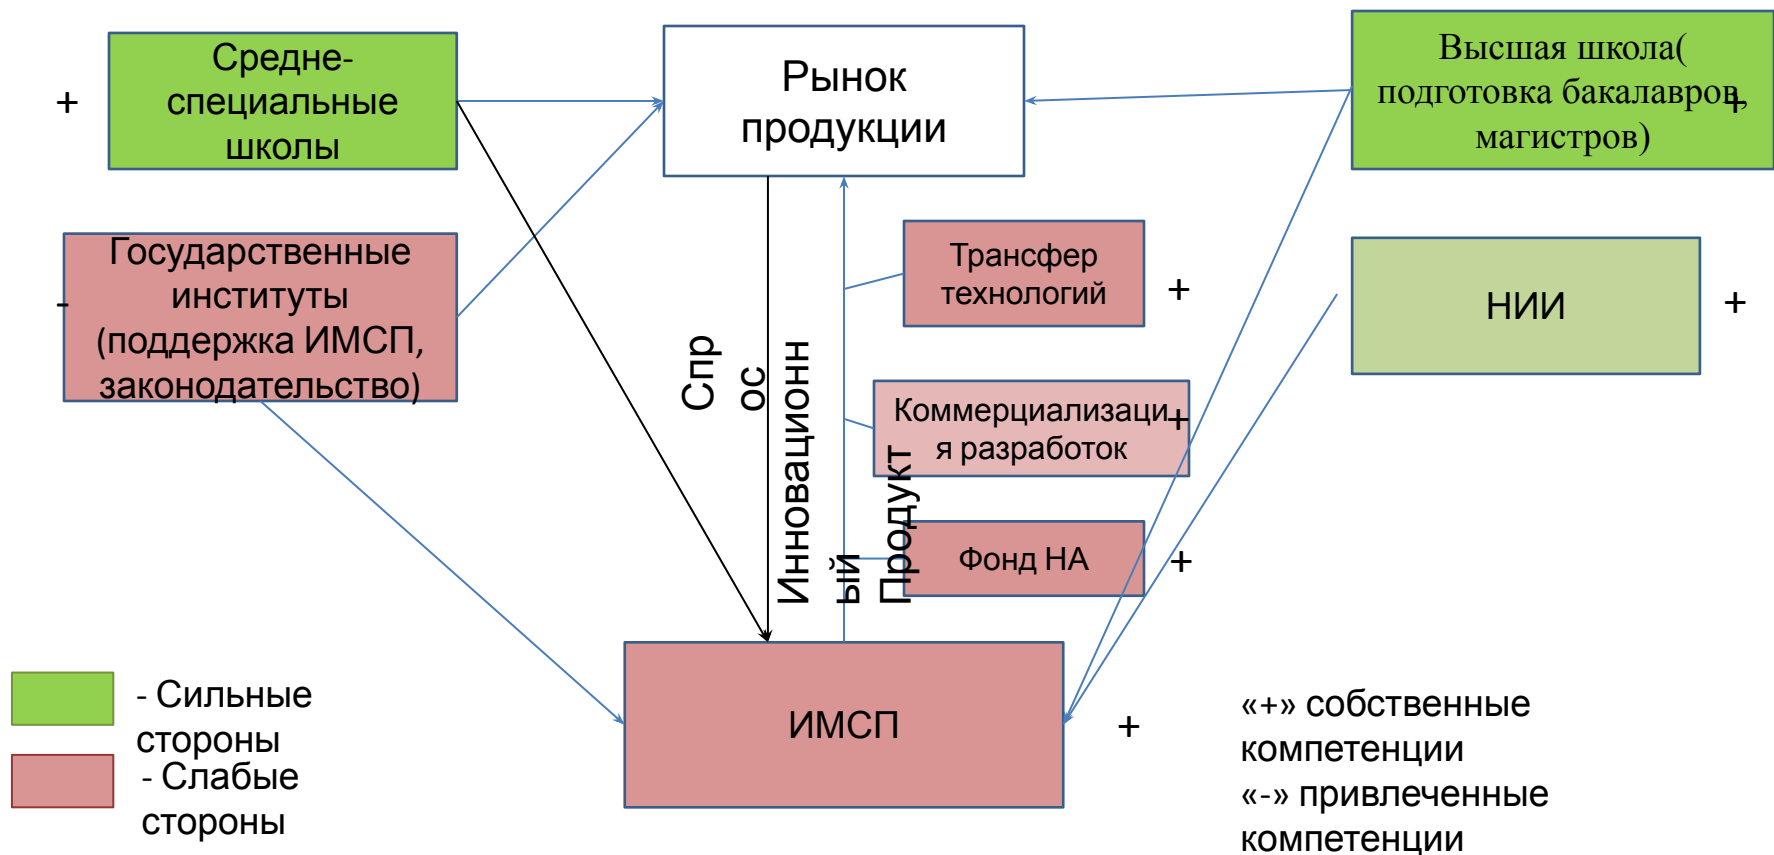 Средне-
специальные
школы
+
Рынок
продукции
Высшая школа(
подготовка бакалавров,
магистров)
+
Государственные
институты
(поддержка ИМСП,
законодательство)
-
Трансфер
технологий
+
НИИ
+
Спр
ос
Инновационн
ый
Продукт
Коммерциализаци
я разработок
+
Фонд НА
+
ИМСП
+
- Сильные
стороны
- Слабые
стороны
«+» собственные
компетенции
«-» привлеченные
компетенции